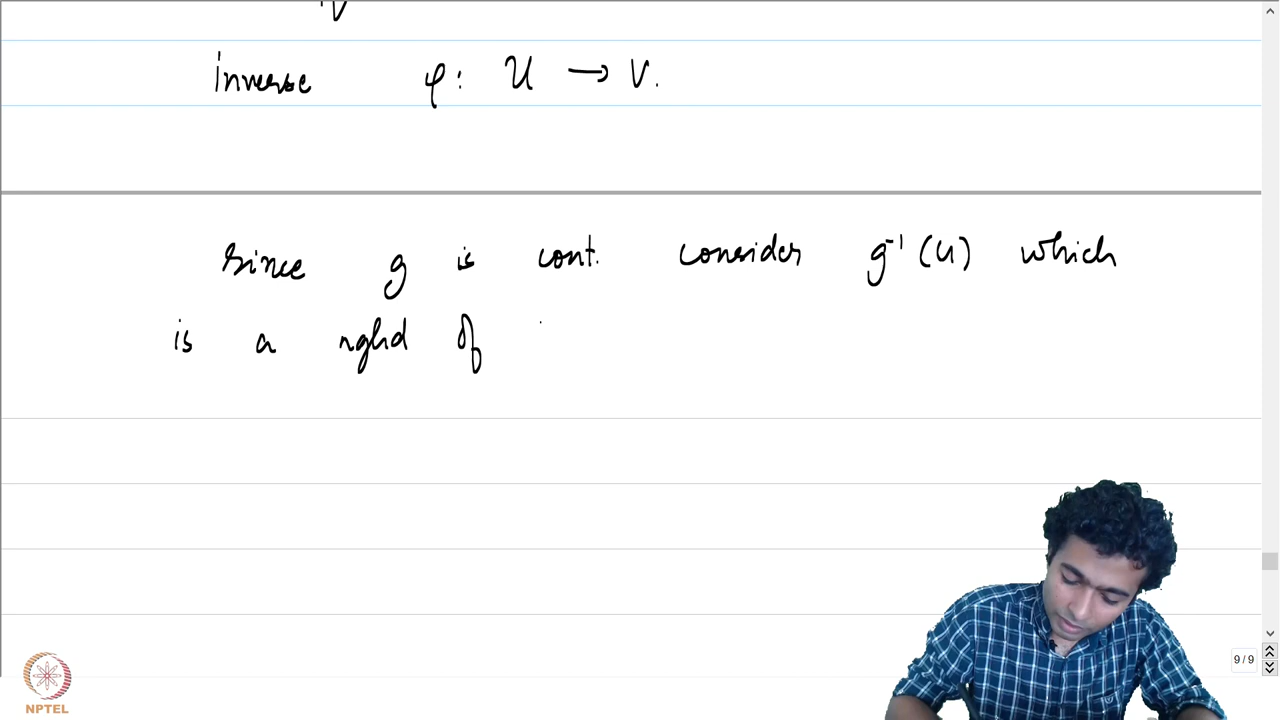 inverse φ: U → V.
since g is cont. consider g⁻¹(U) which
is a nghd of
9/9
NPTEL